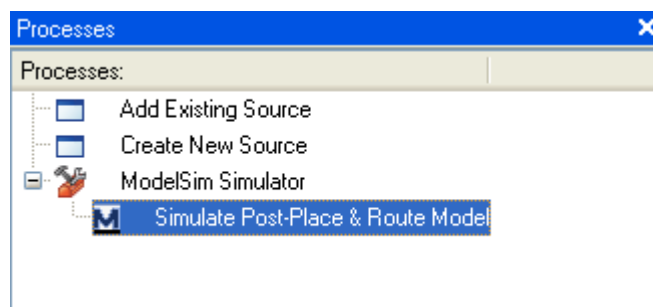 Processes
Processes:
Add Existing Source
Create New Source
ModelSim Simulator
Simulate Post-Place & Route Model